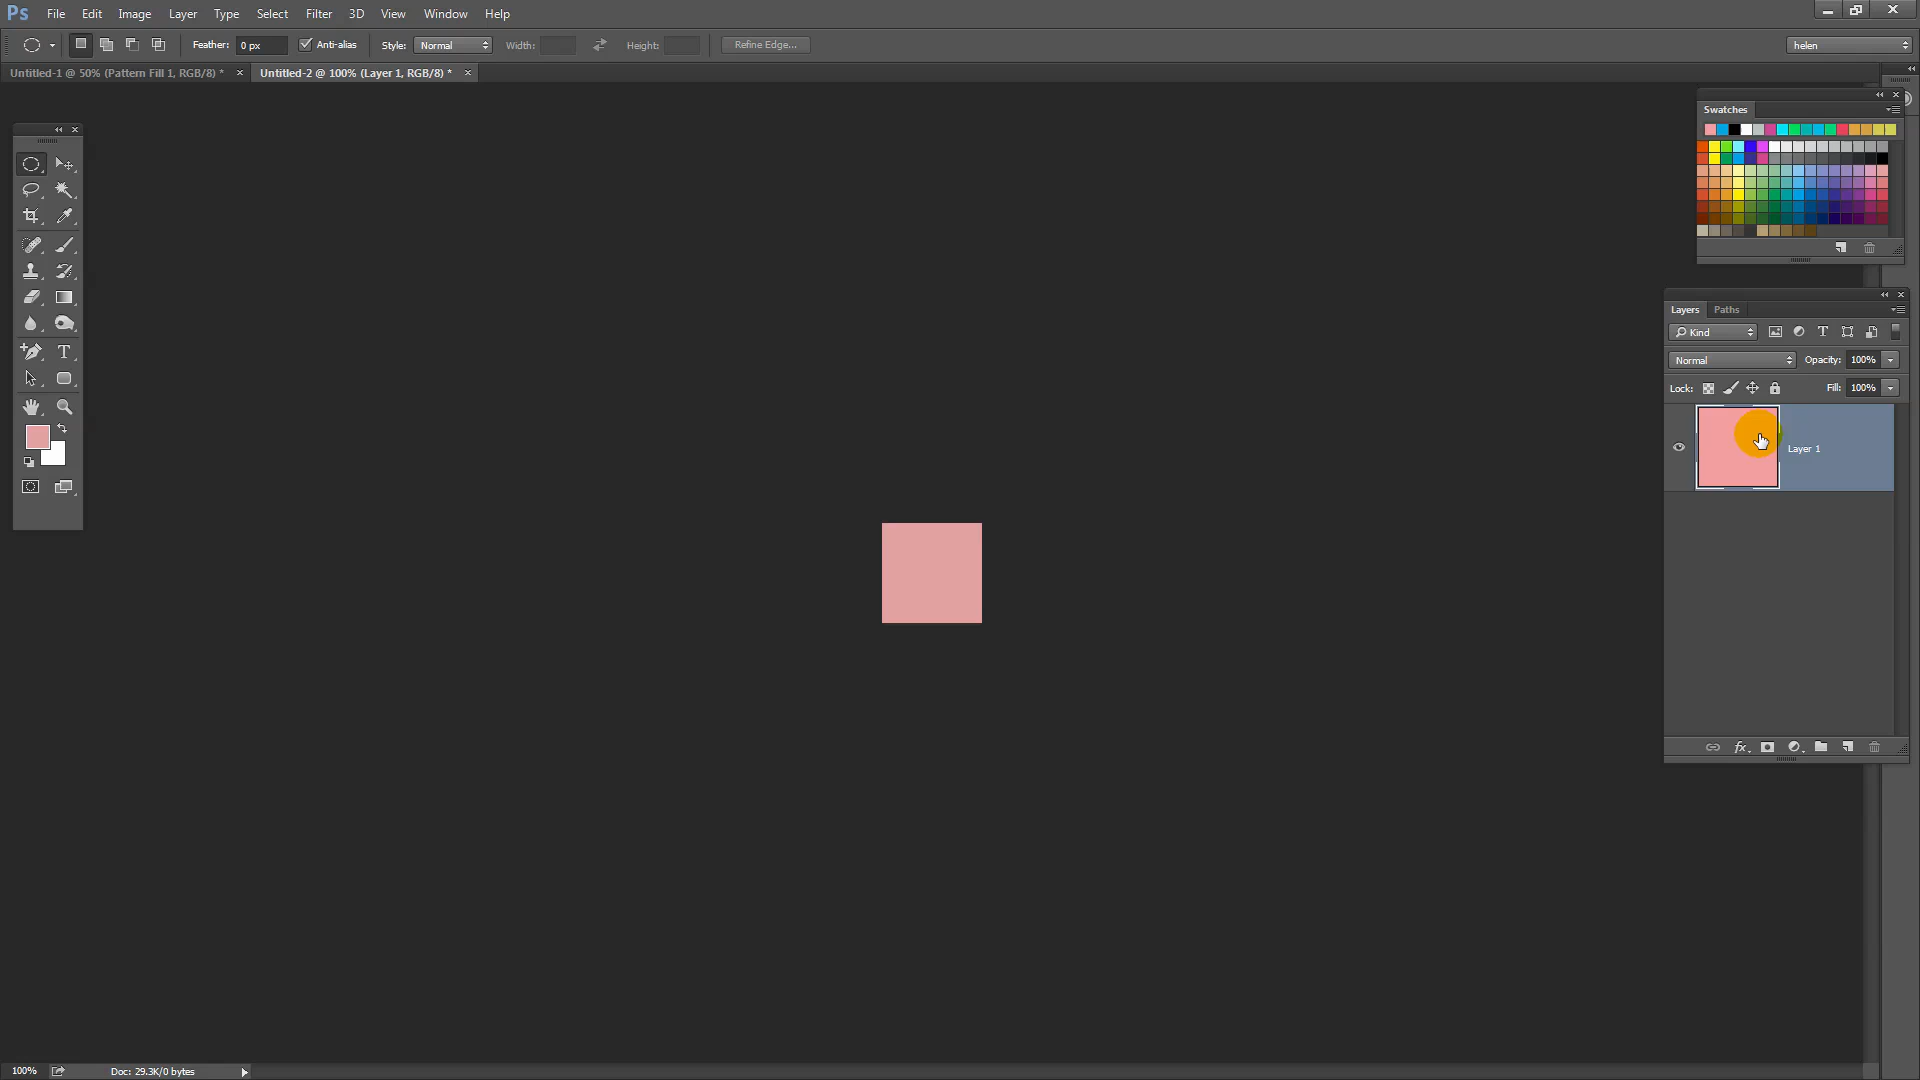 Ps File Edit Image Layer Type Select Filter 3D View Window Help
Feather: 0 px Anti-alias Style: Normal Width: Height: Refine Edge... helen
Untitled-1 @ 50% (Pattern Fill 1, RGB/8) * × Untitled-2 @ 100% (Layer 1, RGB/8) * ×
Swatches
Layers Paths
Kind
Normal Opacity: 100%
Lock: Fill: 100%
Layer 1
fx
100% Doc: 29.3K/0 bytes